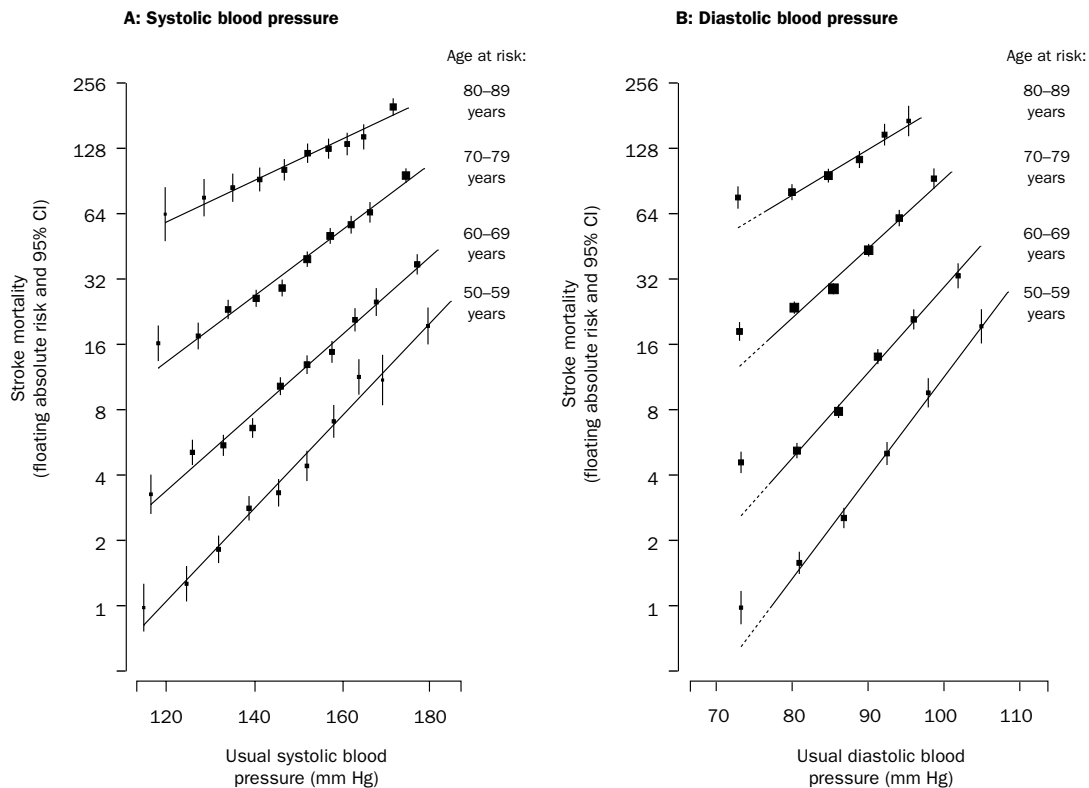 A: Systolic blood pressure
Age at risk:
256
128
64
32
16
8
4
2
1
80–89
years
70–79
years
60–69
years
50–59
years
Stroke mortality
(floating absolute risk and 95% CI)
120
140
160
180
Usual systolic blood
pressure (mm Hg)
B: Diastolic blood pressure
Age at risk:
256
128
64
32
16
8
4
2
1
80–89
years
70–79
years
60–69
years
50–59
years
Stroke mortality
(floating absolute risk and 95% CI)
70
80
90
100
110
Usual diastolic blood
pressure (mm Hg)